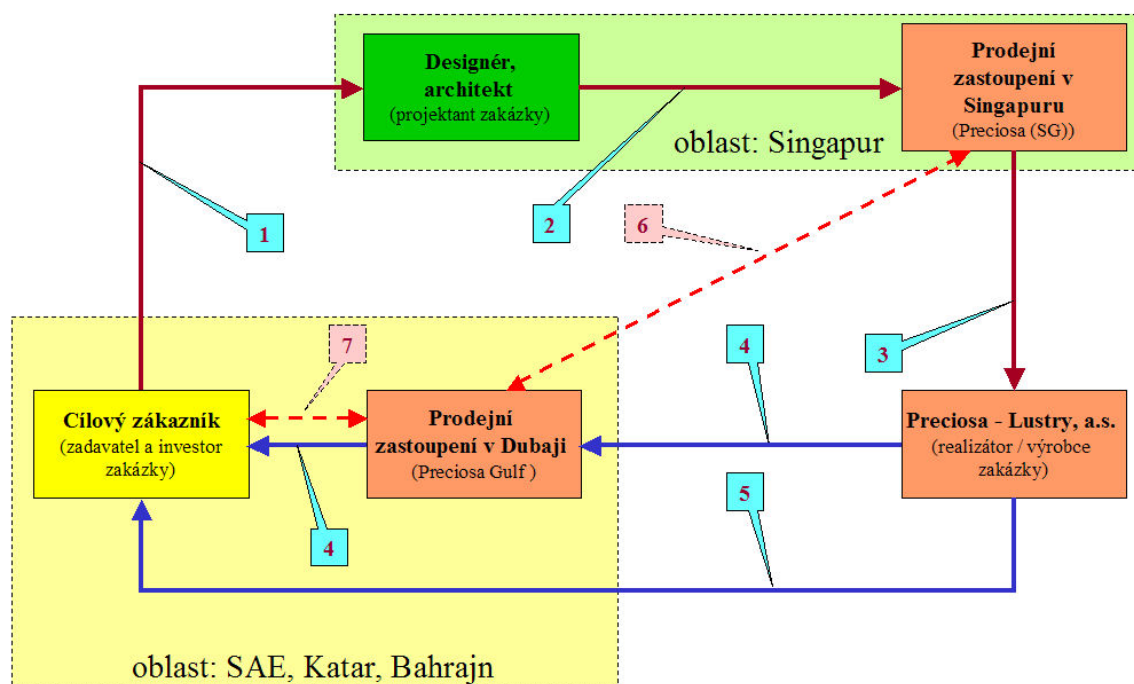 Designér,
architekt
(projektant zakázky)
Prodejní
zastoupení v
Singapuru
(Preciosa (SG))
oblast: Singapur
1
2
6
7
4
3
Cílový zákazník
(zadavatel a investor
zakázky)
Prodejní
zastoupení v Dubaji
(Preciosa Gulf )
Preciosa - Lustry, a.s.
(realizátor / výrobce
zakázky)
4
5
oblast: SAE, Katar, Bahrajn